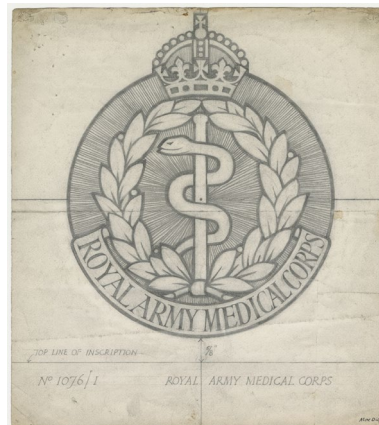 ROYAL ARMY MEDICAL CORPS
TOP LINE OF INSCRIPTION
Nº 1076/1 ROYAL ARMY MEDICAL CORPS